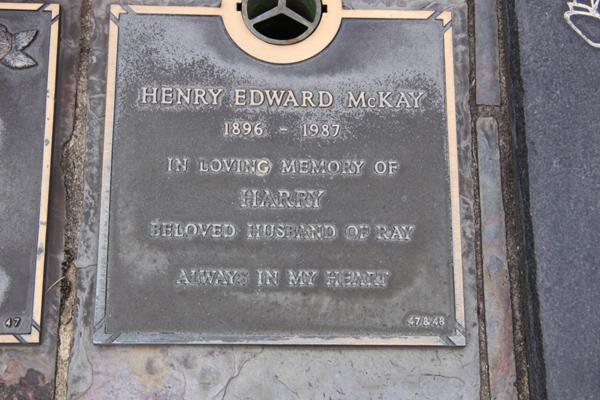 HENRY EDWARD McKAY
1896 - 1987
IN LOVING MEMORY OF
HARRY
BELOVED HUSBAND OF RAY
ALWAYS IN MY HEART
47 & 48
47